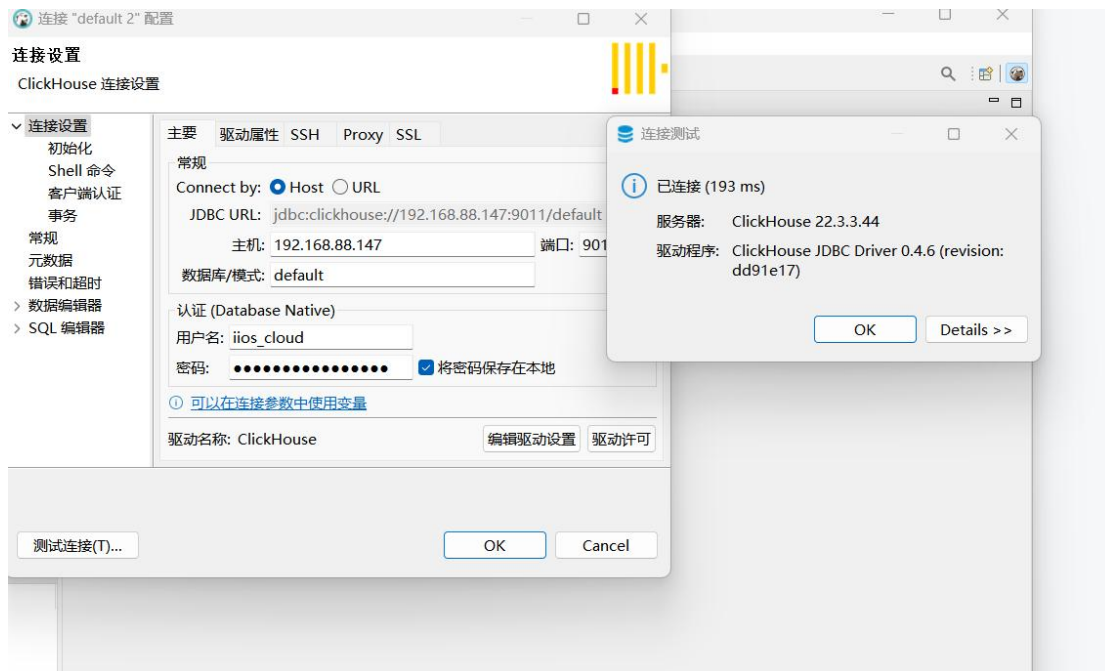 连接 "default 2" 配置
连接设置
ClickHouse 连接设置
连接设置
初始化
Shell 命令
客户端认证
事务
常规
元数据
错误和超时
数据编辑器
SQL 编辑器
主要 驱动属性 SSH Proxy SSL
常规
Connect by: Host URL
JDBC URL: jdbc:clickhouse://192.168.88.147:9011/default
主机: 192.168.88.147 端口: 901
数据库/模式: default
认证 (Database Native)
用户名: iios_cloud
密码: ●●●●●●●●●●●●●●●● 将密码保存在本地
可以在连接参数中使用变量
驱动名称: ClickHouse 编辑驱动设置 驱动许可
测试连接(T)... OK Cancel
连接测试
已连接 (193 ms)
服务器: ClickHouse 22.3.3.44
驱动程序: ClickHouse JDBC Driver 0.4.6 (revision:
dd91e17)
OK Details >>